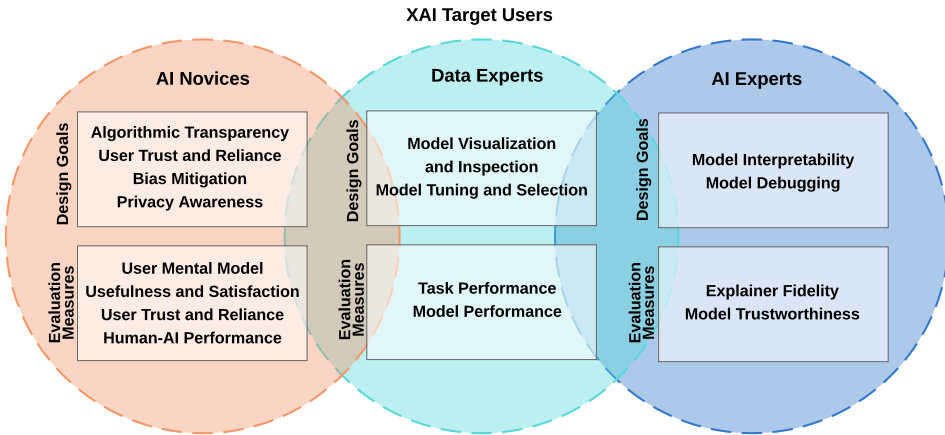 XAI Target Users
AI Novices
Design Goals
Algorithmic Transparency
User Trust and Reliance
Bias Mitigation
Privacy Awareness
Evaluation
Measures
User Mental Model
Usefulness and Satisfaction
User Trust and Reliance
Human-AI Performance
Data Experts
Design Goals
Model Visualization
and Inspection
Model Tuning and Selection
Evaluation
Measures
Task Performance
Model Performance
AI Experts
Design Goals
Model Interpretability
Model Debugging
Evaluation
Measures
Explainer Fidelity
Model Trustworthiness